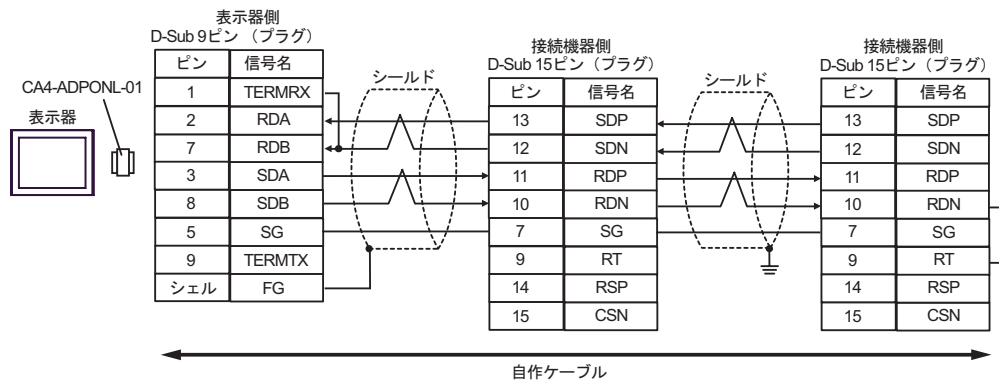 表示器側
D-Sub 9ピン （プラグ）
CA4-ADPONL-01
表示器
ピン 信号名
1 TERMRX
2 RDA
7 RDB
3 SDA
8 SDB
5 SG
9 TERMTX
シェル FG
シールド
接続機器側
D-Sub 15ピン（プラグ）
ピン 信号名
13 SDP
12 SDN
11 RDP
10 RDN
7 SG
9 RT
14 RSP
15 CSN
シールド
接続機器側
D-Sub 15ピン（プラグ）
ピン 信号名
13 SDP
12 SDN
11 RDP
10 RDN
7 SG
9 RT
14 RSP
15 CSN
自作ケーブル